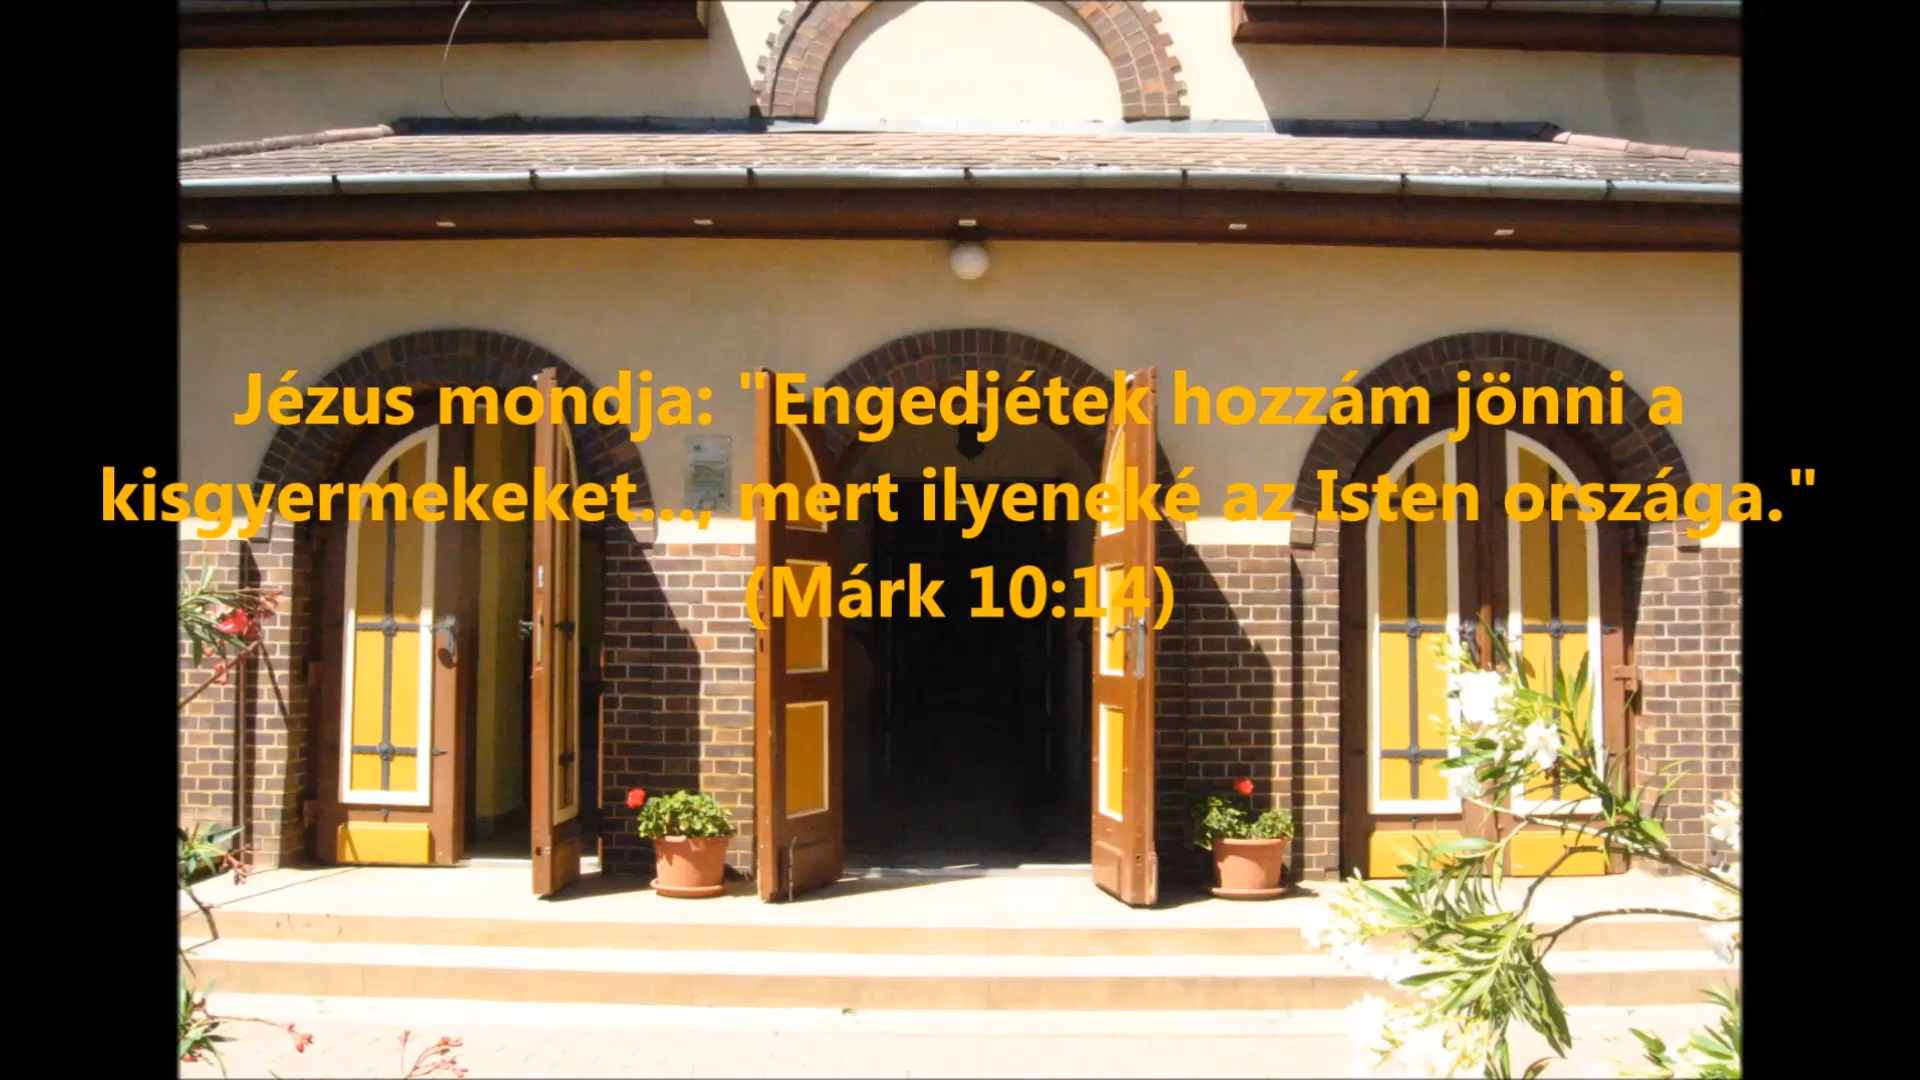 Jézus mondja: "Engedjétek hozzám jönni a
kisgyermekeket..., mert ilyeneké az Isten országa."
(Márk 10:14)